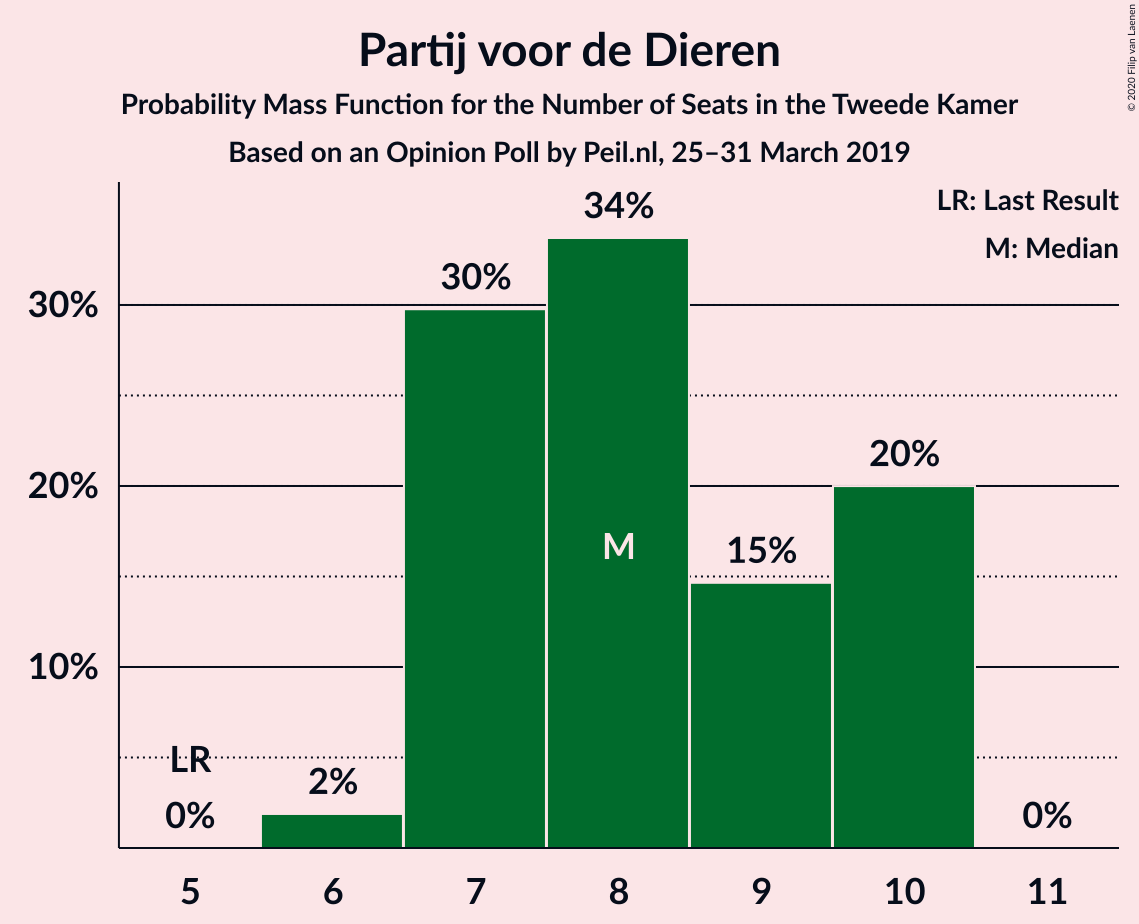 © 2020 Filip van Laenen
Partij voor de Dieren
Probability Mass Function for the Number of Seats in the Tweede Kamer
Based on an Opinion Poll by Peil.nl, 25–31 March 2019
LR: Last Result
M: Median
34%
30%
30%
20%
20%
M
15%
10%
LR
2%
0%
0%
5 6 7 8 9 10 11